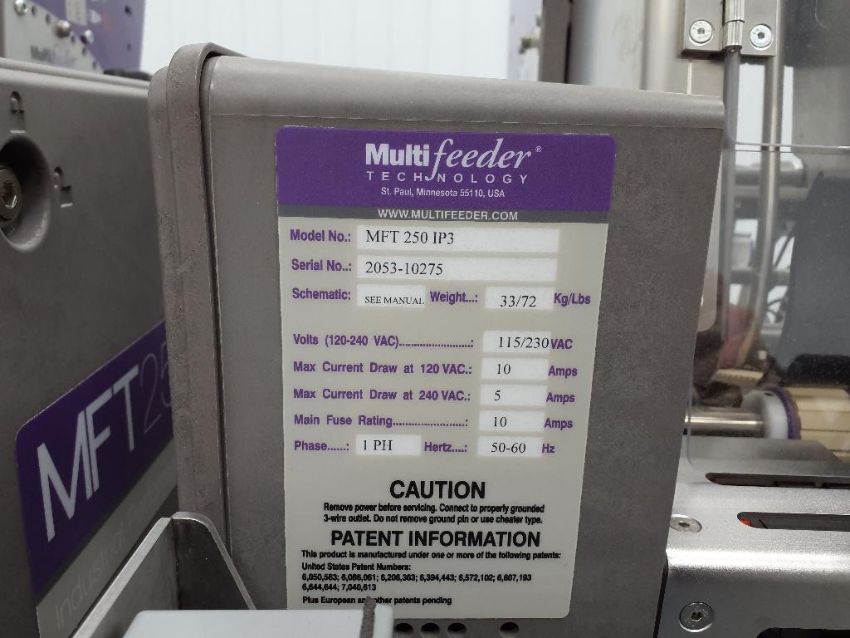 Multifeeder
Multifeeder®
TECHNOLOGY
St. Paul, Minnesota 55110, USA
WWW.MULTIFEEDER.COM
Model No.: MFT 250 IP3
Serial No..: 2053-10275
Schematic: SEE MANUAL Weight...: 33/72 Kg/Lbs
Volts (120-240 VAC).......................: 115/230 VAC
Max Current Draw at 120 VAC.: 10 Amps
Max Current Draw at 240 VAC.: 5 Amps
Main Fuse Rating........................: 10 Amps
Phase......: 1 PH Hertz....: 50-60 Hz
CAUTION
Remove power before servicing. Connect to properly grounded
3-wire outlet. Do not remove ground pin or use cheater type.
PATENT INFORMATION
This product is manufactured under one or more of the following patents:
United States Patent Numbers:
6,050,563; 6,086,061; 6,206,363; 6,394,443; 6,572,102; 6,607,193
6,644,644; 7,040,613
Plus European and other patents pending
MFT25